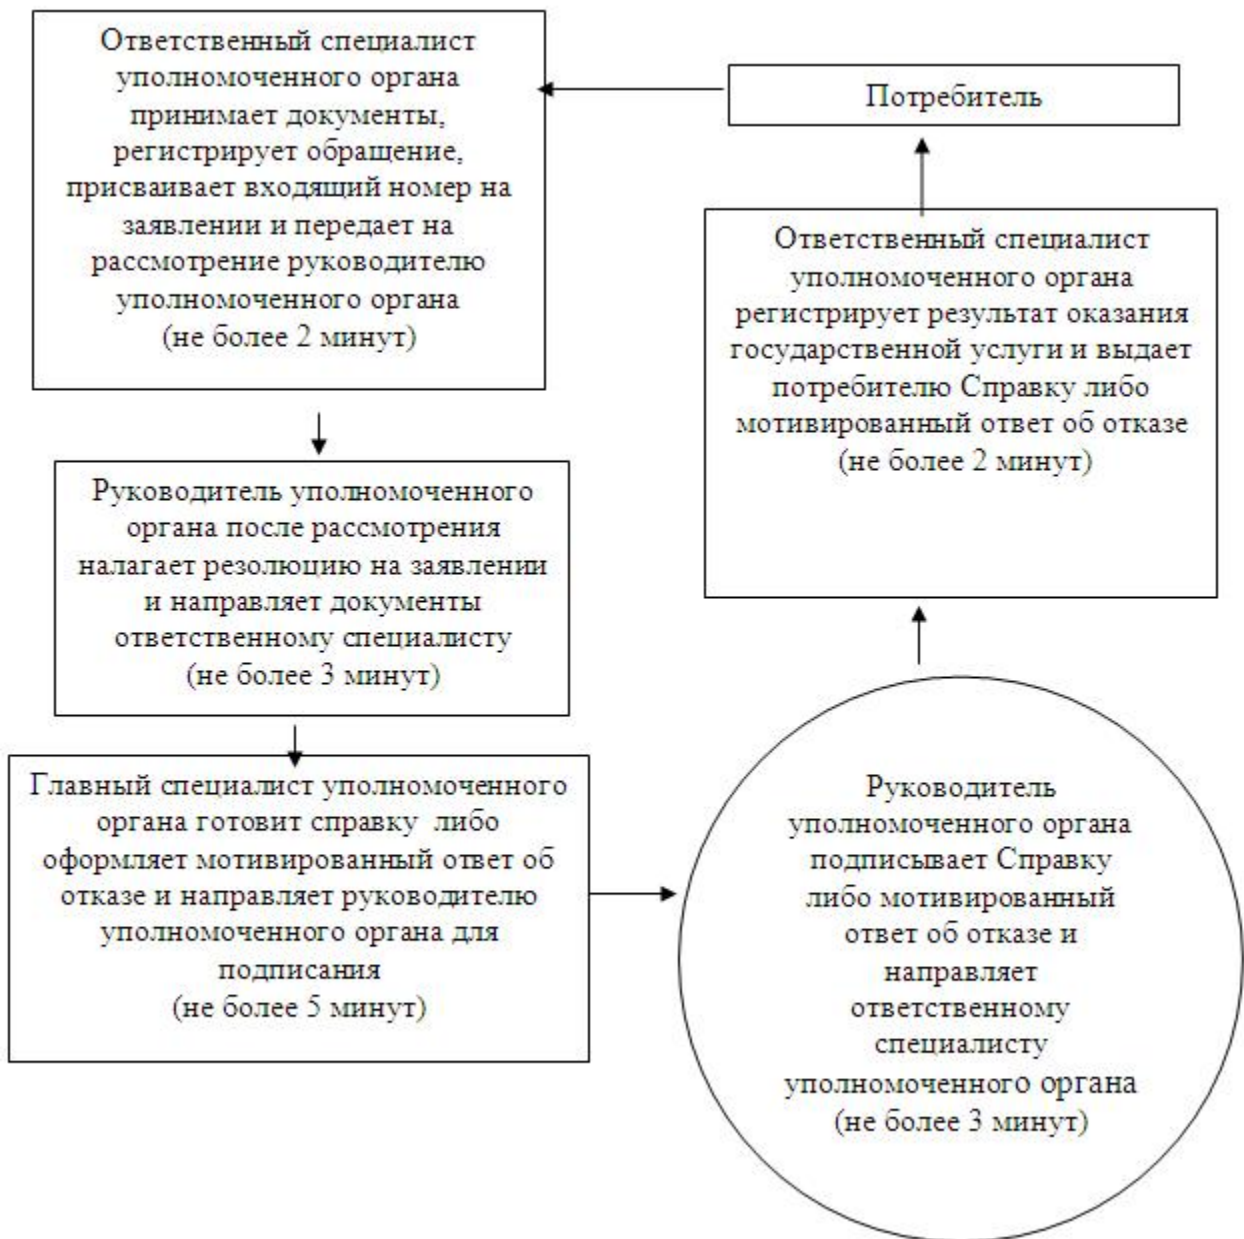 Ответственный специалист
уполномоченного органа
принимает документы,
регистрирует обращение,
присваивает входящий номер на
заявлении и передает на
рассмотрение руководителю
уполномоченного органа
(не более 2 минут)
Потребитель
Ответственный специалист
уполномоченного органа
регистрирует результат оказания
государственной услуги и выдает
потребителю Справку либо
мотивированный ответ об отказе
(не более 2 минут)
Руководитель уполномоченного
органа после рассмотрения
налагает резолюцию на заявлении
и направляет документы
ответственному специалисту
(не более 3 минут)
Главный специалист уполномоченного
органа готовит справку либо
оформляет мотивированный ответ об
отказе и направляет руководителю
уполномоченного органа для
подписания
(не более 5 минут)
Руководитель
уполномоченного органа
подписывает Справку
либо мотивированный
ответ об отказе и
направляет
ответственному
специалисту
уполномоченного органа
(не более 3 минут)